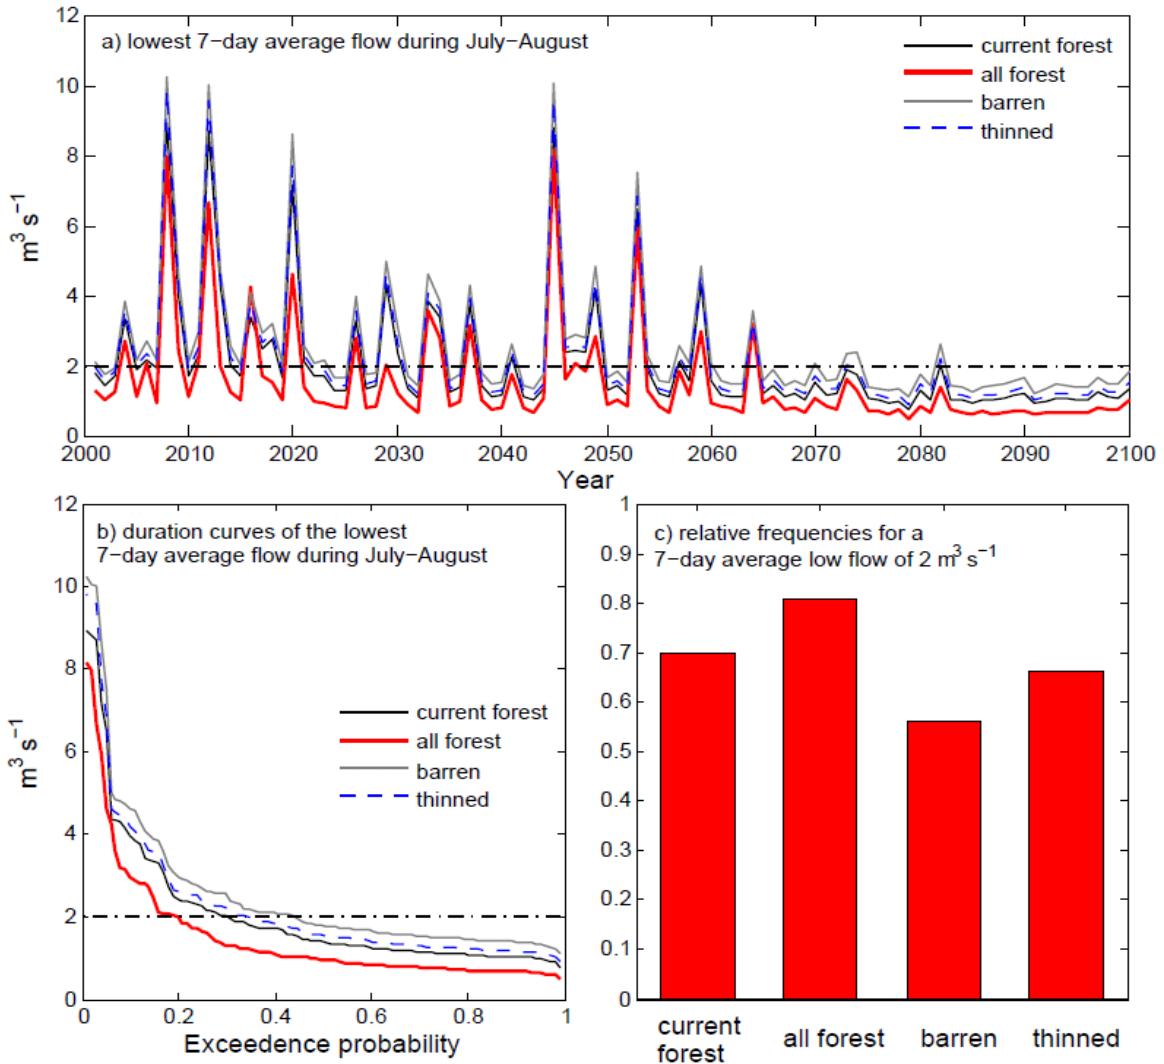 12
10
8
6
4
2
0
m³ s⁻¹
a) lowest 7−day average flow during July−August
current forest
all forest
barren
thinned
2000
2010
2020
2030
2040
2050
2060
2070
2080
2090
2100
Year
12
10
8
6
4
2
0
m³ s⁻¹
b) duration curves of the lowest
7−day average flow during July−August
current forest
all forest
barren
thinned
0
0.2
0.4
0.6
0.8
1
Exceedence probability
1
0.9
0.8
0.7
0.6
0.5
0.4
0.3
0.2
0.1
0
c) relative frequencies for a
7−day average low flow of 2 m³ s⁻¹
current
forest
all forest
barren
thinned